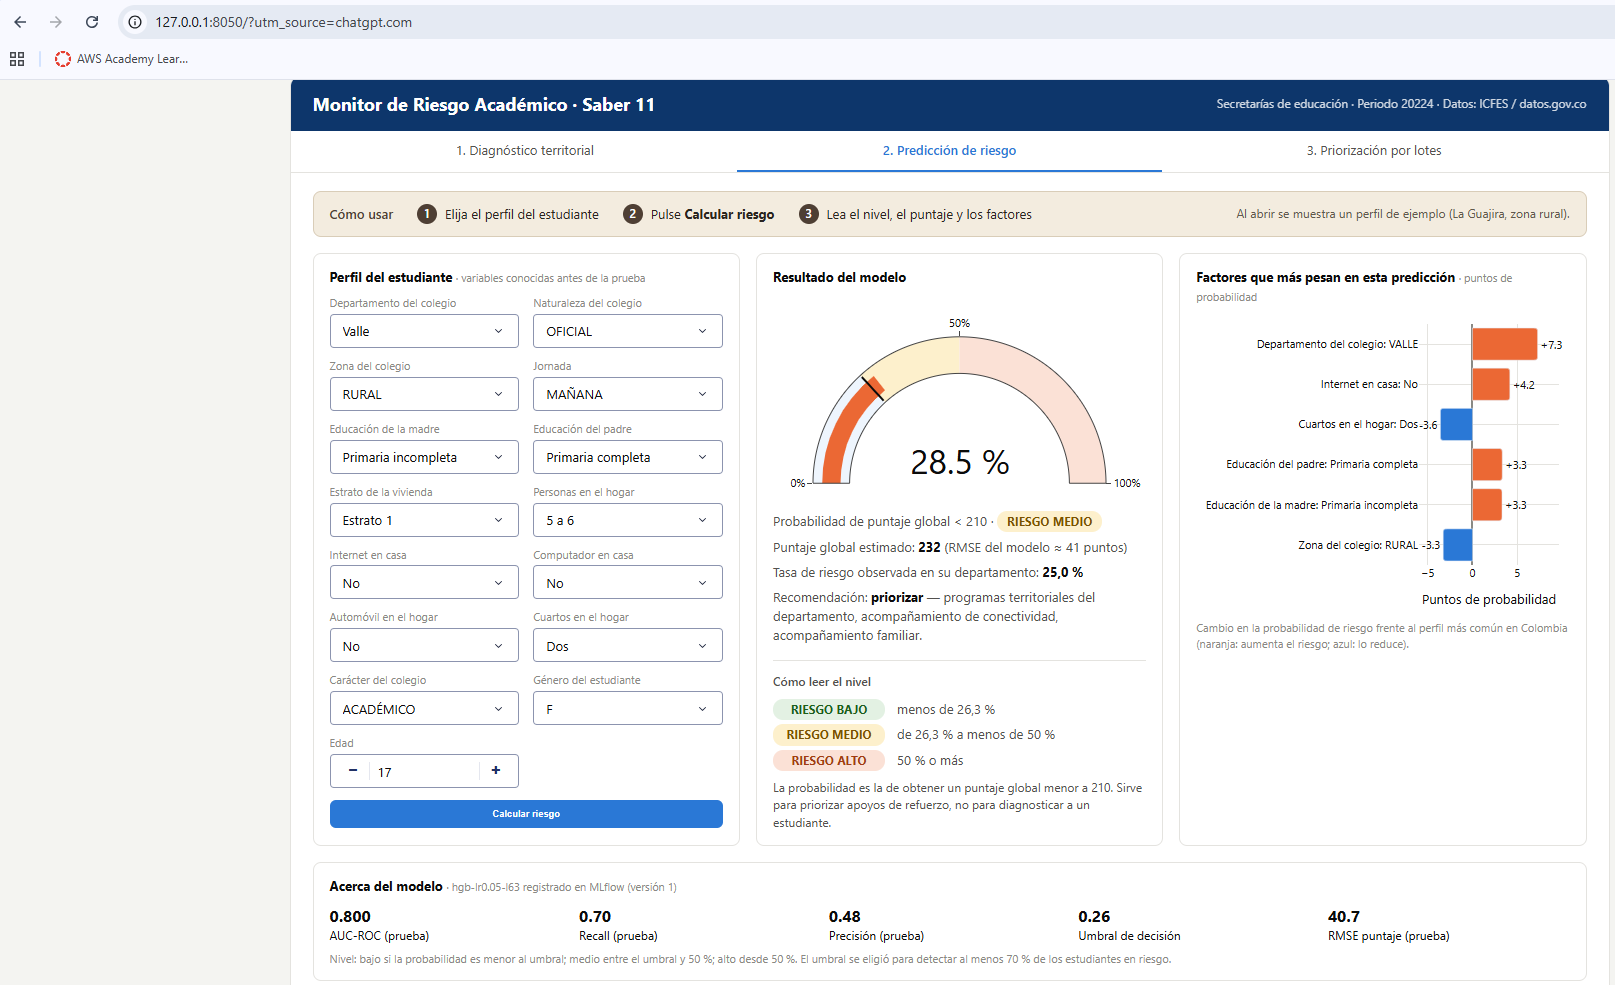 127.0.0.1:8050/?utm_source=chatgpt.com
AWS Academy Lear...
Monitor de Riesgo Académico · Saber 11
Secretarías de educación · Periodo 20224 · Datos: ICFES / datos.gov.co
1. Diagnóstico territorial
2. Predicción de riesgo
3. Priorización por lotes
Cómo usar
1 Elija el perfil del estudiante
2 Pulse Calcular riesgo
3 Lea el nivel, el puntaje y los factores
Al abrir se muestra un perfil de ejemplo (La Guajira, zona rural).
Perfil del estudiante · variables conocidas antes de la prueba
Departamento del colegio
Valle
Naturaleza del colegio
OFICIAL
Zona del colegio
RURAL
Jornada
MAÑANA
Educación de la madre
Primaria incompleta
Educación del padre
Primaria completa
Estrato de la vivienda
Estrato 1
Personas en el hogar
5 a 6
Internet en casa
No
Computador en casa
No
Automóvil en el hogar
No
Cuartos en el hogar
Dos
Carácter del colegio
ACADÉMICO
Género del estudiante
F
Edad
− 17 +
Calcular riesgo
Resultado del modelo
50%
0%
100%
28.5 %
Probabilidad de puntaje global < 210 · RIESGO MEDIO
Puntaje global estimado: 232 (RMSE del modelo ≈ 41 puntos)
Tasa de riesgo observada en su departamento: 25,0 %
Recomendación: priorizar — programas territoriales del
departamento, acompañamiento de conectividad,
acompañamiento familiar.
Cómo leer el nivel
RIESGO BAJO menos de 26,3 %
RIESGO MEDIO de 26,3 % a menos de 50 %
RIESGO ALTO 50 % o más
La probabilidad es la de obtener un puntaje global menor a 210. Sirve
para priorizar apoyos de refuerzo, no para diagnosticar a un
estudiante.
Factores que más pesan en esta predicción · puntos de
probabilidad
Departamento del colegio: VALLE +7.3
Internet en casa: No +4.2
Cuartos en el hogar: Dos -3.6
Educación del padre: Primaria completa +3.3
Educación de la madre: Primaria incompleta +3.3
Zona del colegio: RURAL -3.3
−5 0 5
Puntos de probabilidad
Cambio en la probabilidad de riesgo frente al perfil más común en Colombia
(naranja: aumenta el riesgo; azul: lo reduce).
Acerca del modelo · hgb-lr0.05-l63 registrado en MLflow (versión 1)
0.800
AUC-ROC (prueba)
0.70
Recall (prueba)
0.48
Precisión (prueba)
0.26
Umbral de decisión
40.7
RMSE puntaje (prueba)
Nivel: bajo si la probabilidad es menor al umbral; medio entre el umbral y 50 %; alto desde 50 %. El umbral se eligió para detectar al menos 70 % de los estudiantes en riesgo.